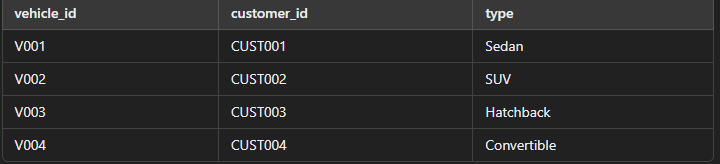 vehicle_id customer_id type
V001 CUST001 Sedan
V002 CUST002 SUV
V003 CUST003 Hatchback
V004 CUST004 Convertible